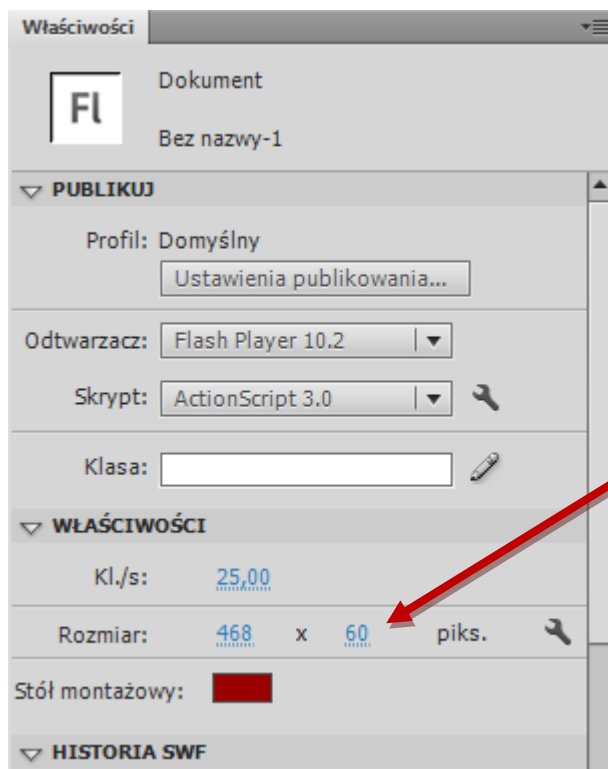 Właściwości
Fl
Dokument
Bez nazwy-1
PUBLIKUJ
Profil: Domyślny
Ustawienia publikowania...
Odtwarzacz: Flash Player 10.2
Skrypt: ActionScript 3.0
Klasa:
WŁAŚCIWOŚCI
Kl./s: 25,00
Rozmiar: 468 x 60 piks.
Stół montażowy:
HISTORIA SWF